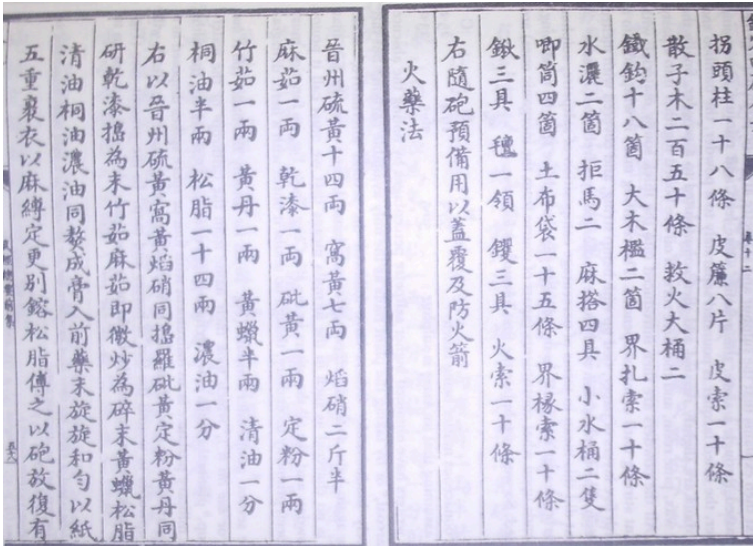 拐頭柱一十八條　皮簾八片　皮索一十條
散子木二百五十條　救火大桶二
鐵鈎十八箇　大木檻二箇　界扎索一十條
水濃二箇　拒馬二　麻搭四具　小水桶二隻
唧筒四箇　土布袋一十五條　界椽索一十條
鍬三具　氊一領　钁三具　火索一十條
右隨砲預備用以蓋覆及防火箭
火藥法
晉州硫黃十四兩　窩黃七兩　焰硝二斤半
麻茹一兩　乾漆一兩　砒黃一兩　定粉一兩
竹茹一兩　黃丹一兩　黃蠟半兩　清油一分
桐油半兩　松脂一十四兩　濃油一分
右以晉州硫黃窩黃焰硝同搗羅砒黃定粉黃丹同
研乾漆搗為末竹茹麻茹即微炒為碎末黃蠟松脂
清油桐油濃油同熬成膏入前藥末旋旋和勻以紙
五重裹衣以麻縛定更別鎔松脂傅之以砲放復有